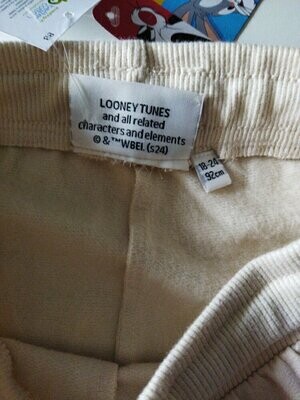 LOONEY TUNES
and all related
characters and elements
© & ™WBEI. (s24)
18-24
92cm